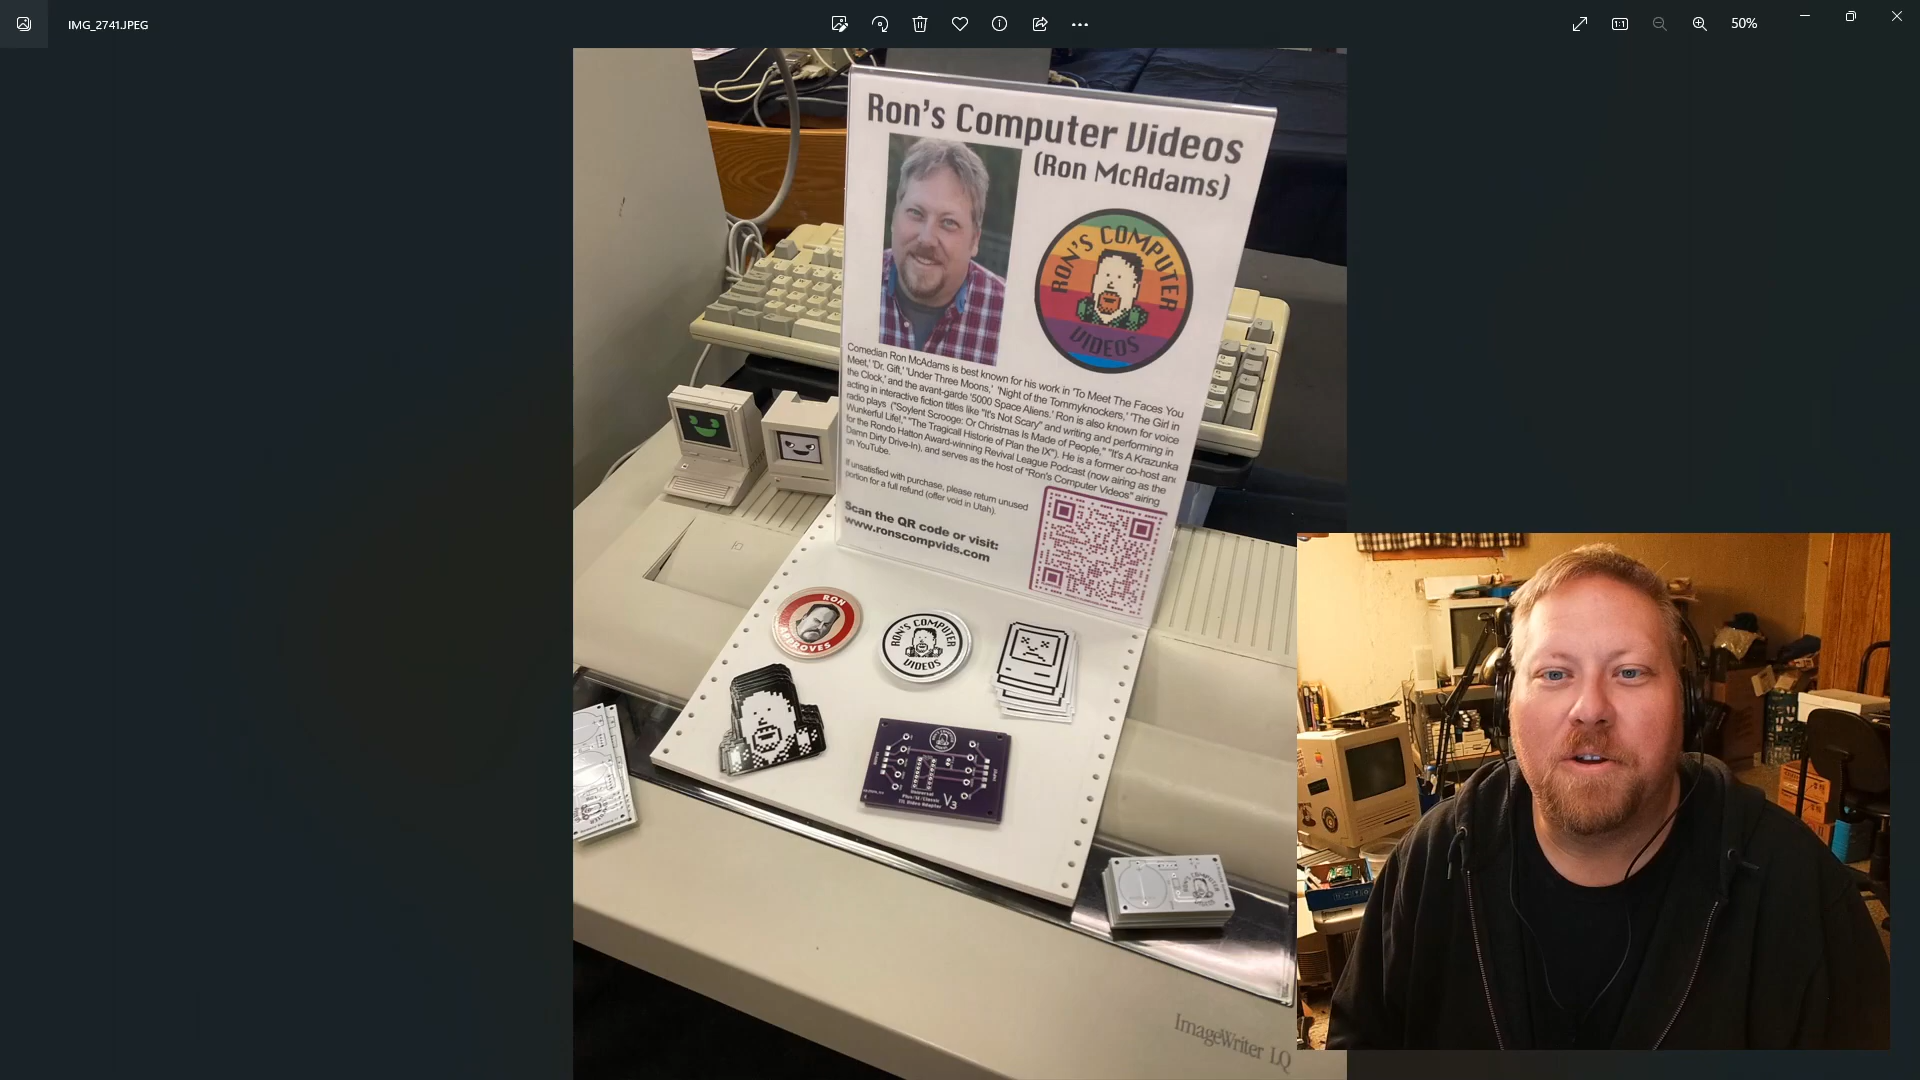 IMG_2741.JPEG
50%
Ron's Computer Videos
(Ron McAdams)
RON'S COMPUTER
VIDEOS
Comedian Ron McAdams is best known for his work in 'To Meet The Faces You
Meet,' 'Dr. Gift,' 'Under Three Moons,' 'Night of the Tommyknockers,' 'The Girl in
the Clock,' and the avant-garde '5000 Space Aliens.' Ron is also known for voice
acting in interactive fiction titles like "It's Not Scary" and writing and performing in
radio plays ("Soylent Scrooge: Or Christmas Is Made of People," "It's A Krazunka
Wunkerful Life!," "The Tragicall Historie of Plan the IX"). He is a former co-host and
for the Rondo Hatton Award-winning Revival League Podcast (now airing as the
Damn Dirty Drive-In), and serves as the host of "Ron's Computer Videos" airing
on YouTube.
If unsatisfied with purchase, please return unused
portion for a full refund (offer void in Utah).
Scan the QR code or visit:
www.ronscompvids.com
RON
APPROVES
RON'S COMPUTER
VIDEOS
Universal
Plus/SE/Classic
TTL Video Adapter
V3
ImageWriter LQ